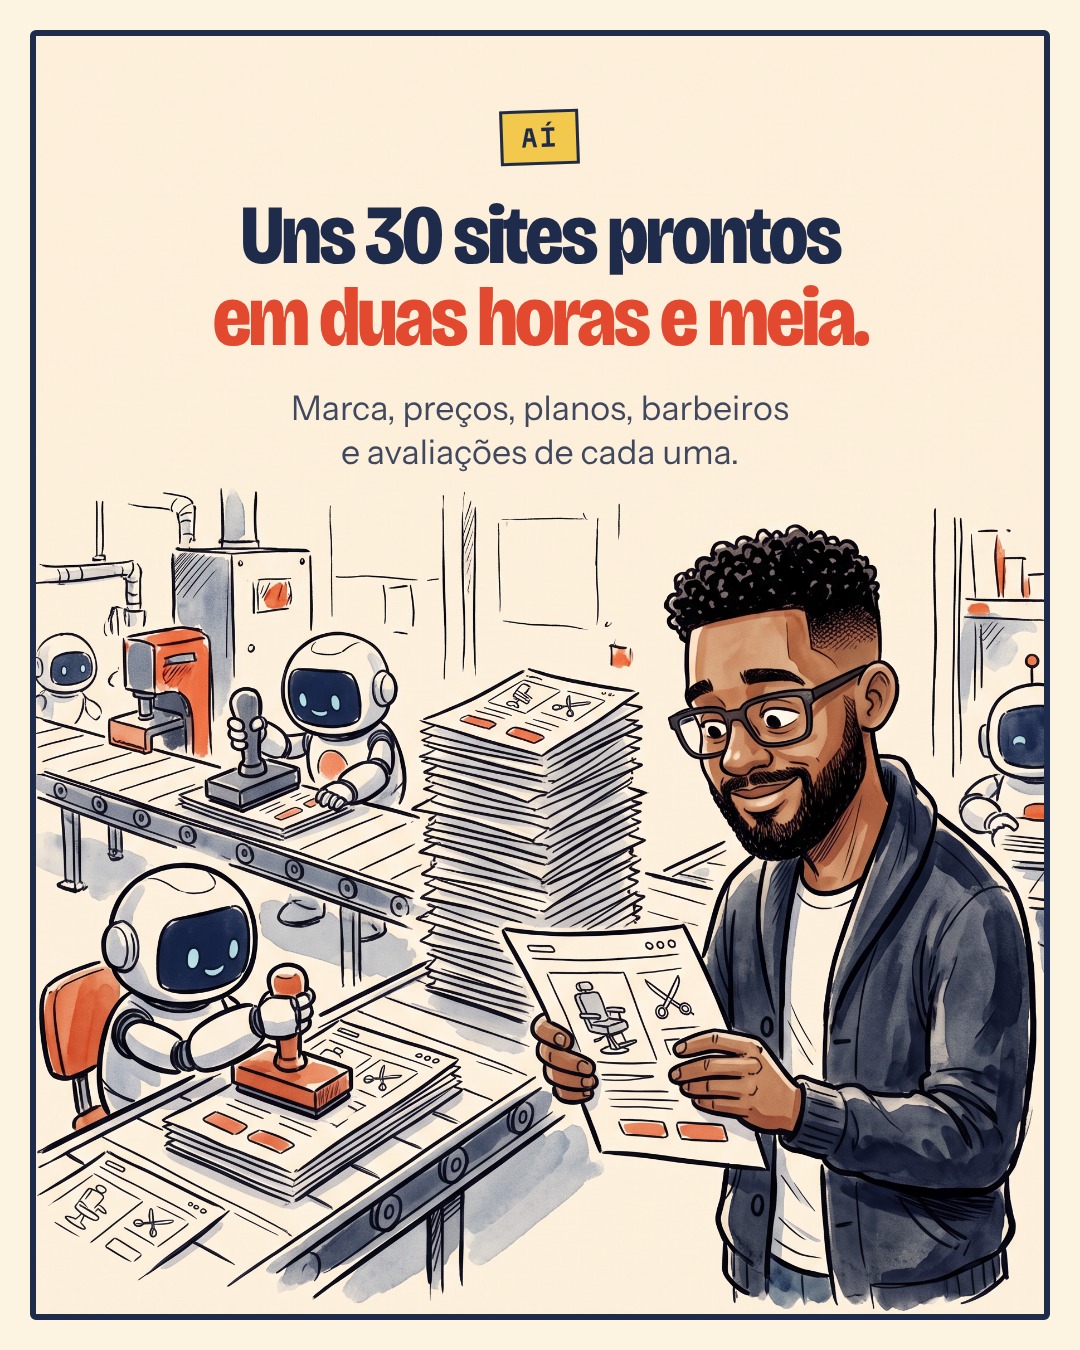 AÍ
Uns 30 sites prontos
em duas horas e meia.
Marca, preços, planos, barbeiros
e avaliações de cada uma.